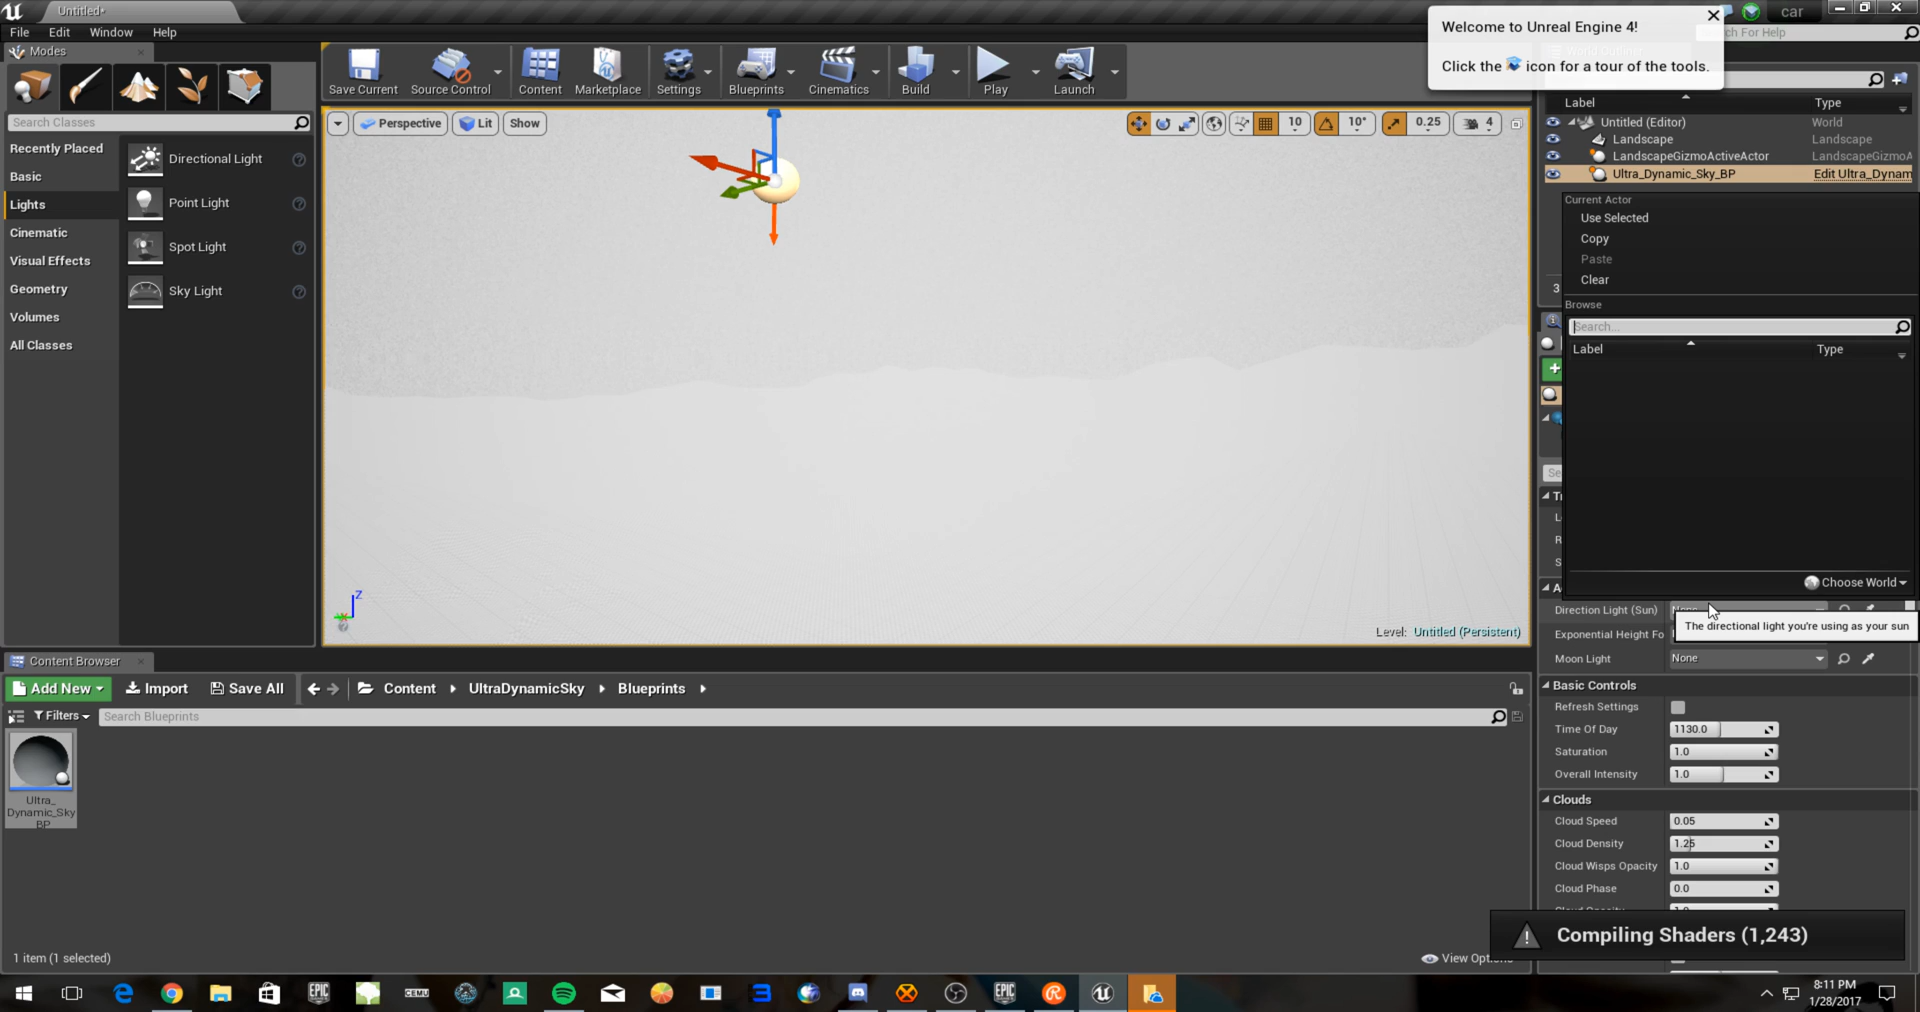 Untitled*
car
File Edit Window Help
Search For Help
Welcome to Unreal Engine 4!
Click the icon for a tour of the tools.
Modes
Search Classes
Recently Placed
Basic
Lights
Cinematic
Visual Effects
Geometry
Volumes
All Classes
Directional Light
Point Light
Spot Light
Sky Light
Save Current Source Control Content Marketplace Settings Blueprints Cinematics Build Play Launch
Perspective Lit Show
10 10° 0.25 4
Z
Level: Untitled (Persistent)
Label Type
Untitled (Editor) World
Landscape Landscape
LandscapeGizmoActiveActor LandscapeGizmoA
Ultra_Dynamic_Sky_BP Edit Ultra_Dynam
Current Actor
Use Selected
Copy
Paste
Clear
3
Browse
Search...
Label Type
Choose World
Direction Light (Sun)
The directional light you're using as your sun
Exponential Height Fo
Moon Light None
Basic Controls
Refresh Settings
Time Of Day 1130.0
Saturation 1.0
Overall Intensity 1.0
Clouds
Cloud Speed 0.05
Cloud Density 1.25
Cloud Wisps Opacity 1.0
Cloud Phase 0.0
Compiling Shaders (1,243)
Content Browser
Add New Import Save All Content UltraDynamicSky Blueprints
Filters Search Blueprints
Ultra_
Dynamic_Sky
BP
1 item (1 selected)
View Opti
EPIC
GAMES
CEMU
EPIC
GAMES
8:11 PM
1/28/2017